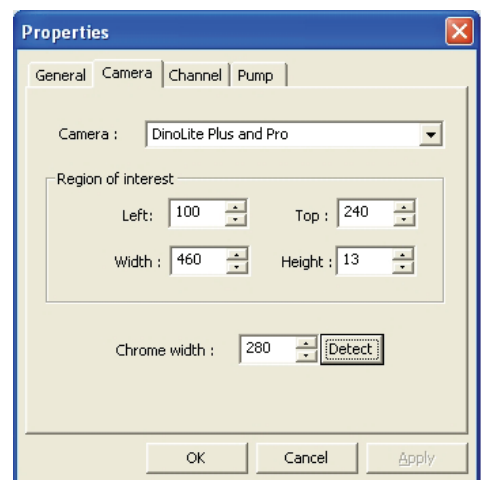 Properties
General Camera Channel Pump
Camera : DinoLite Plus and Pro
Region of interest
Left: 100 Top : 240
Width : 460 Height : 13
Chrome width : 280 Detect
OK Cancel Apply